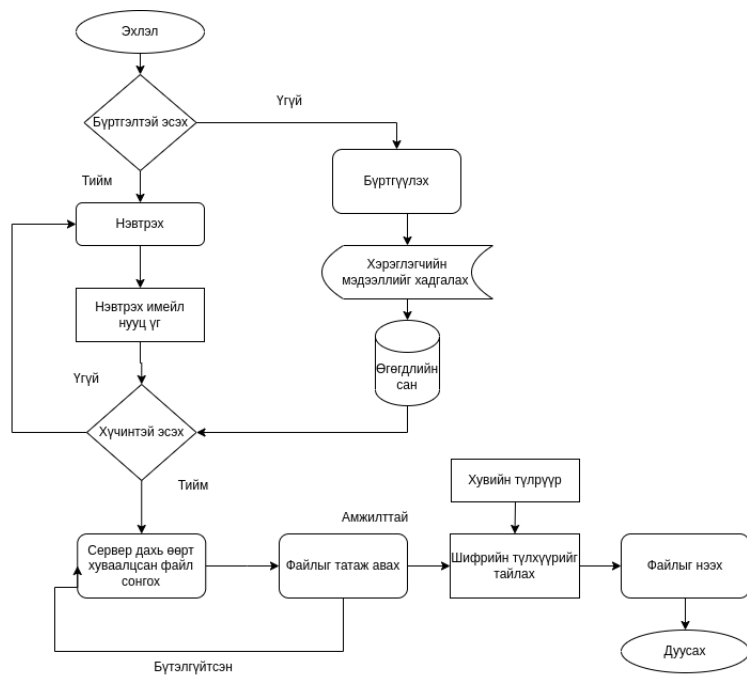 Эхлэл
Бүртгэлтэй эсэх
Үгүй
Тийм
Бүртгүүлэх
Нэвтрэх
Хэрэглэгчийн
мэдээллийг хадгалах
Нэвтрэх имейл
нууц үг
Өгөгдлийн
сан
Үгүй
Хүчинтэй эсэх
Тийм
Хувийн түлрүүр
Амжилттай
Сервер дахь өөрт
хуваалцсан файл
сонгох
Файлыг татаж авах
Шифрийн түлхүүрийг
тайлах
Файлыг нээх
Бүтэлгүйтсэн
Дуусах